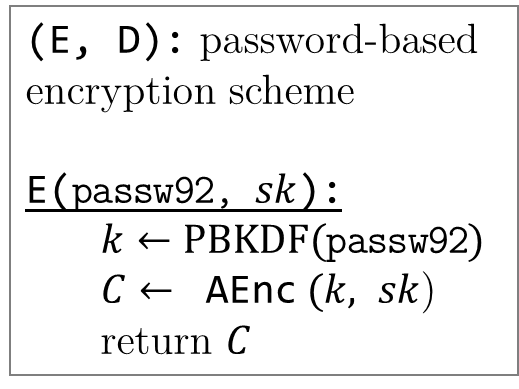 (E, D): password-based
encryption scheme
E(passw92, sk):
k ← PBKDF(passw92)
C ← AEnc (k, sk)
return C